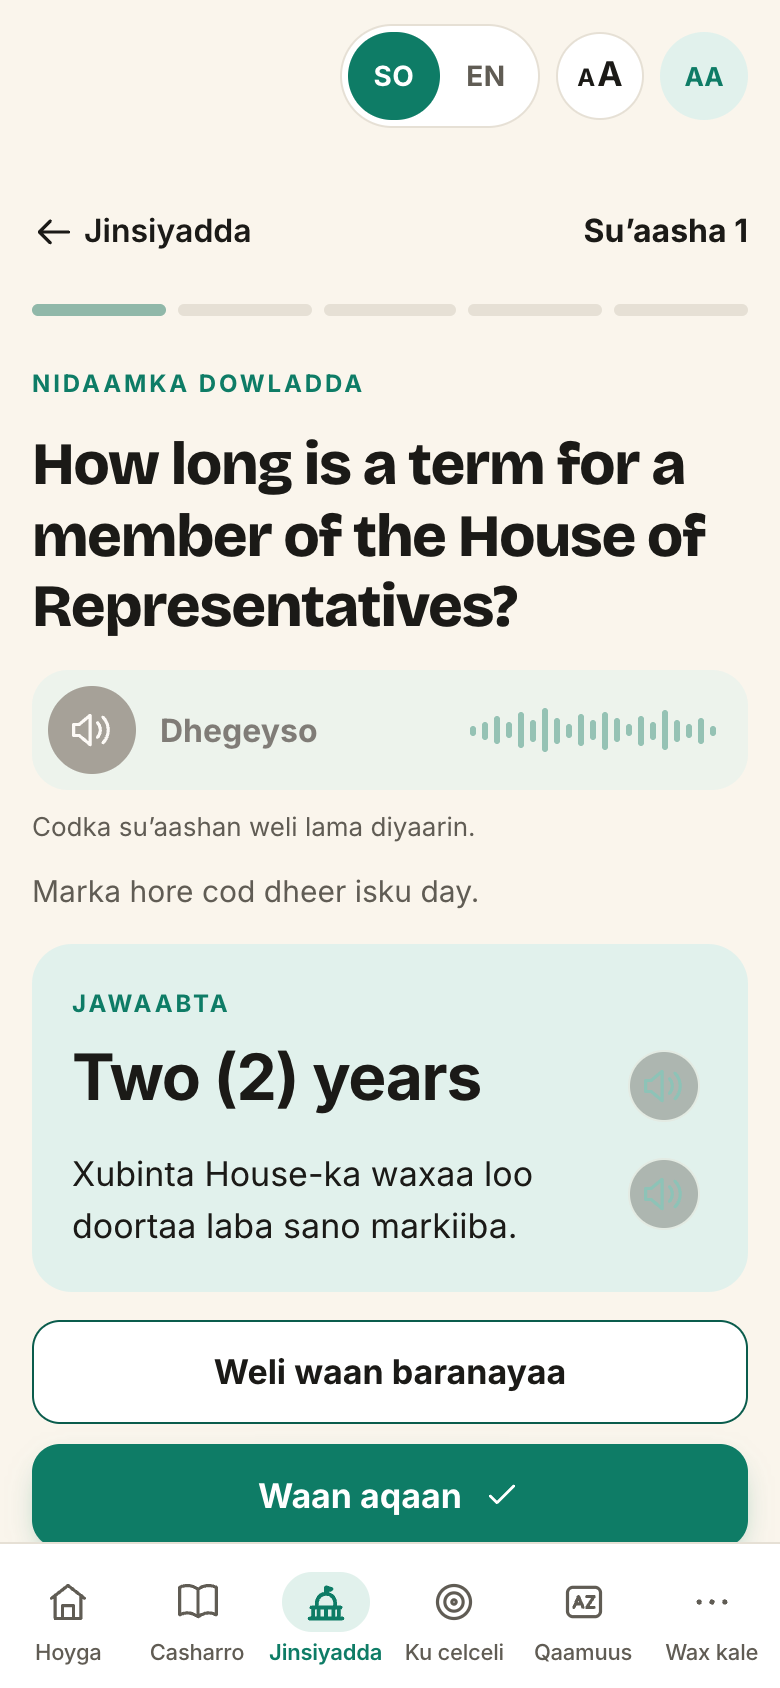 SO EN AA AA
Jinsiyadda Su’aasha 1
NIDAAMKA DOWLADDA
How long is a term for a
member of the House of
Representatives?
Dhegeyso
Codka su’aashan weli lama diyaarin.
Marka hore cod dheer isku day.
JAWAABTA
Two (2) years
Xubinta House-ka waxaa loo
doortaa laba sano markiiba.
Weli waan baranayaa
Waan aqaan
AZ
Hoyga Casharro Jinsiyadda Ku celceli Qaamuus Wax kale